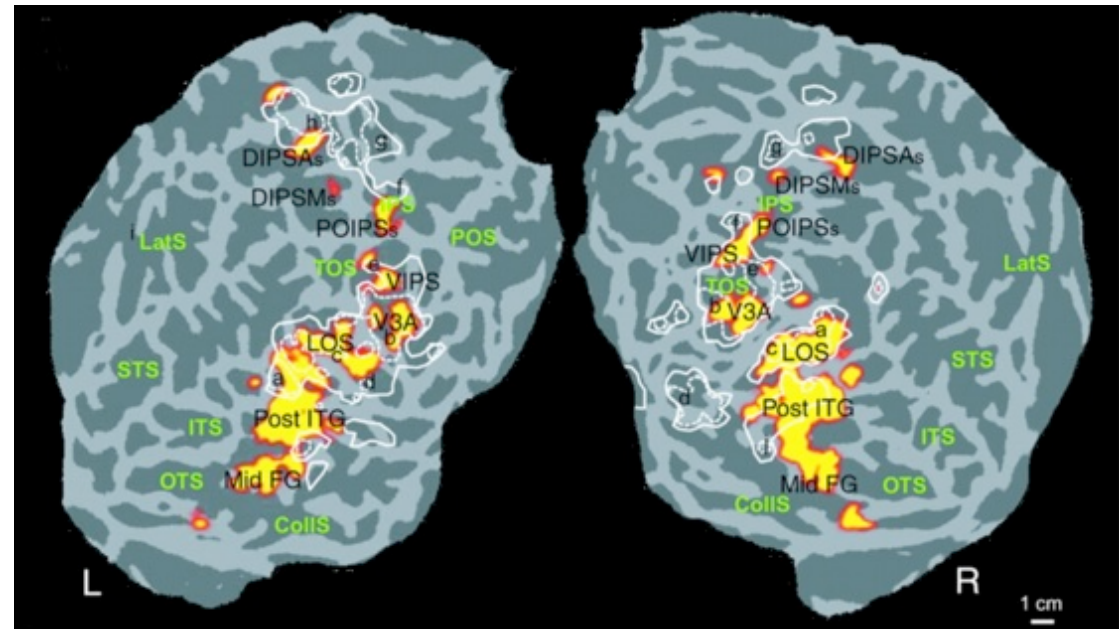 h
g
DIPSAs
DIPSMs
f
IPS
POIPSs
i
LatS
POS
TOS
e
VIPS
V3A
b
LOS
c
STS
a
d
Post ITG
ITS
OTS
Mid FG
CollS
L
g
DIPSAs
DIPSMs
IPS
f
POIPSs
VIPS
e
LatS
TOS
b
V3A
a
c
LOS
STS
d
Post ITG
ITS
Mid FG
OTS
CollS
R
1 cm